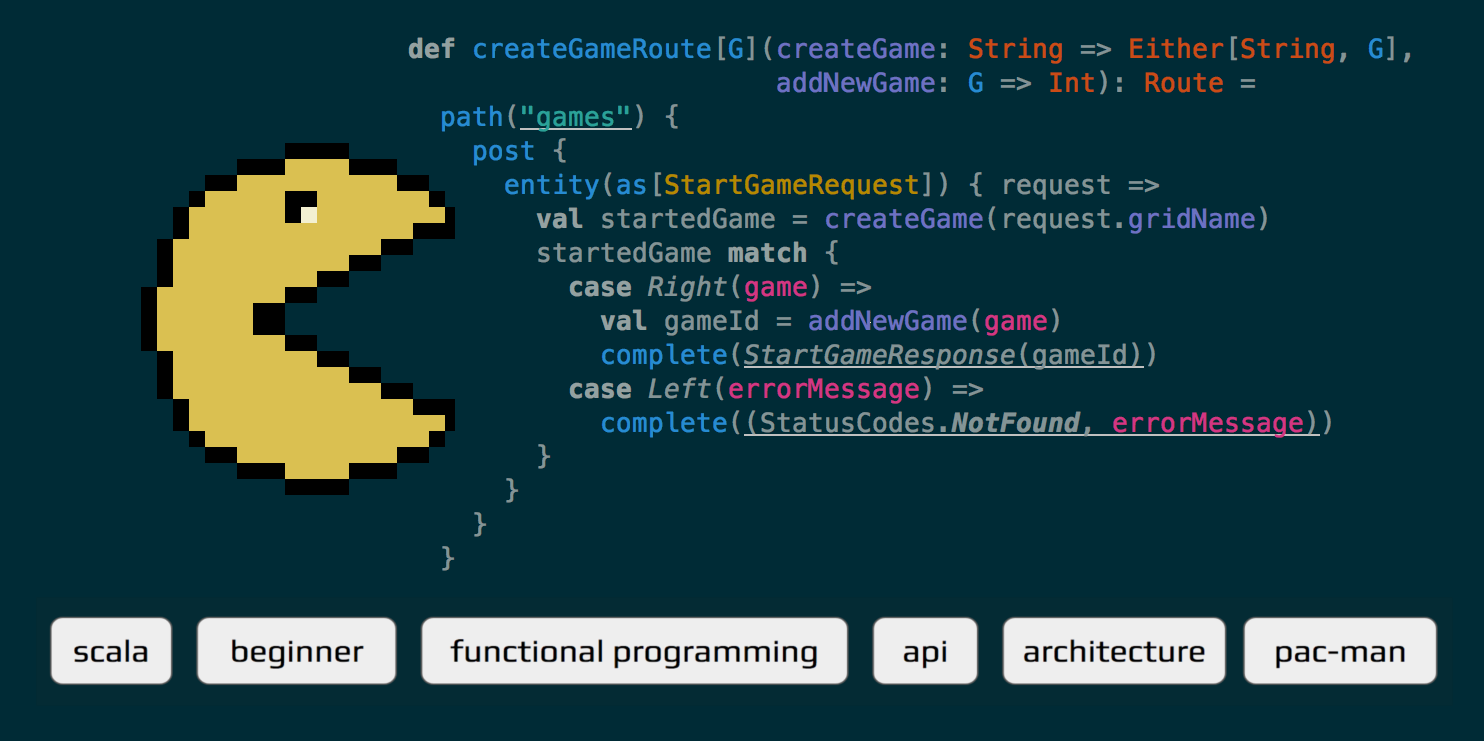 def createGameRoute[G](createGame: String => Either[String, G],
                       addNewGame: G => Int): Route =
  path("games") {
    post {
      entity(as[StartGameRequest]) { request =>
        val startedGame = createGame(request.gridName)
        startedGame match {
          case Right(game) =>
            val gameId = addNewGame(game)
            complete(StartGameResponse(gameId))
          case Left(errorMessage) =>
            complete((StatusCodes.NotFound, errorMessage))
        }
      }
    }
  }
scala beginner functional programming api architecture pac-man